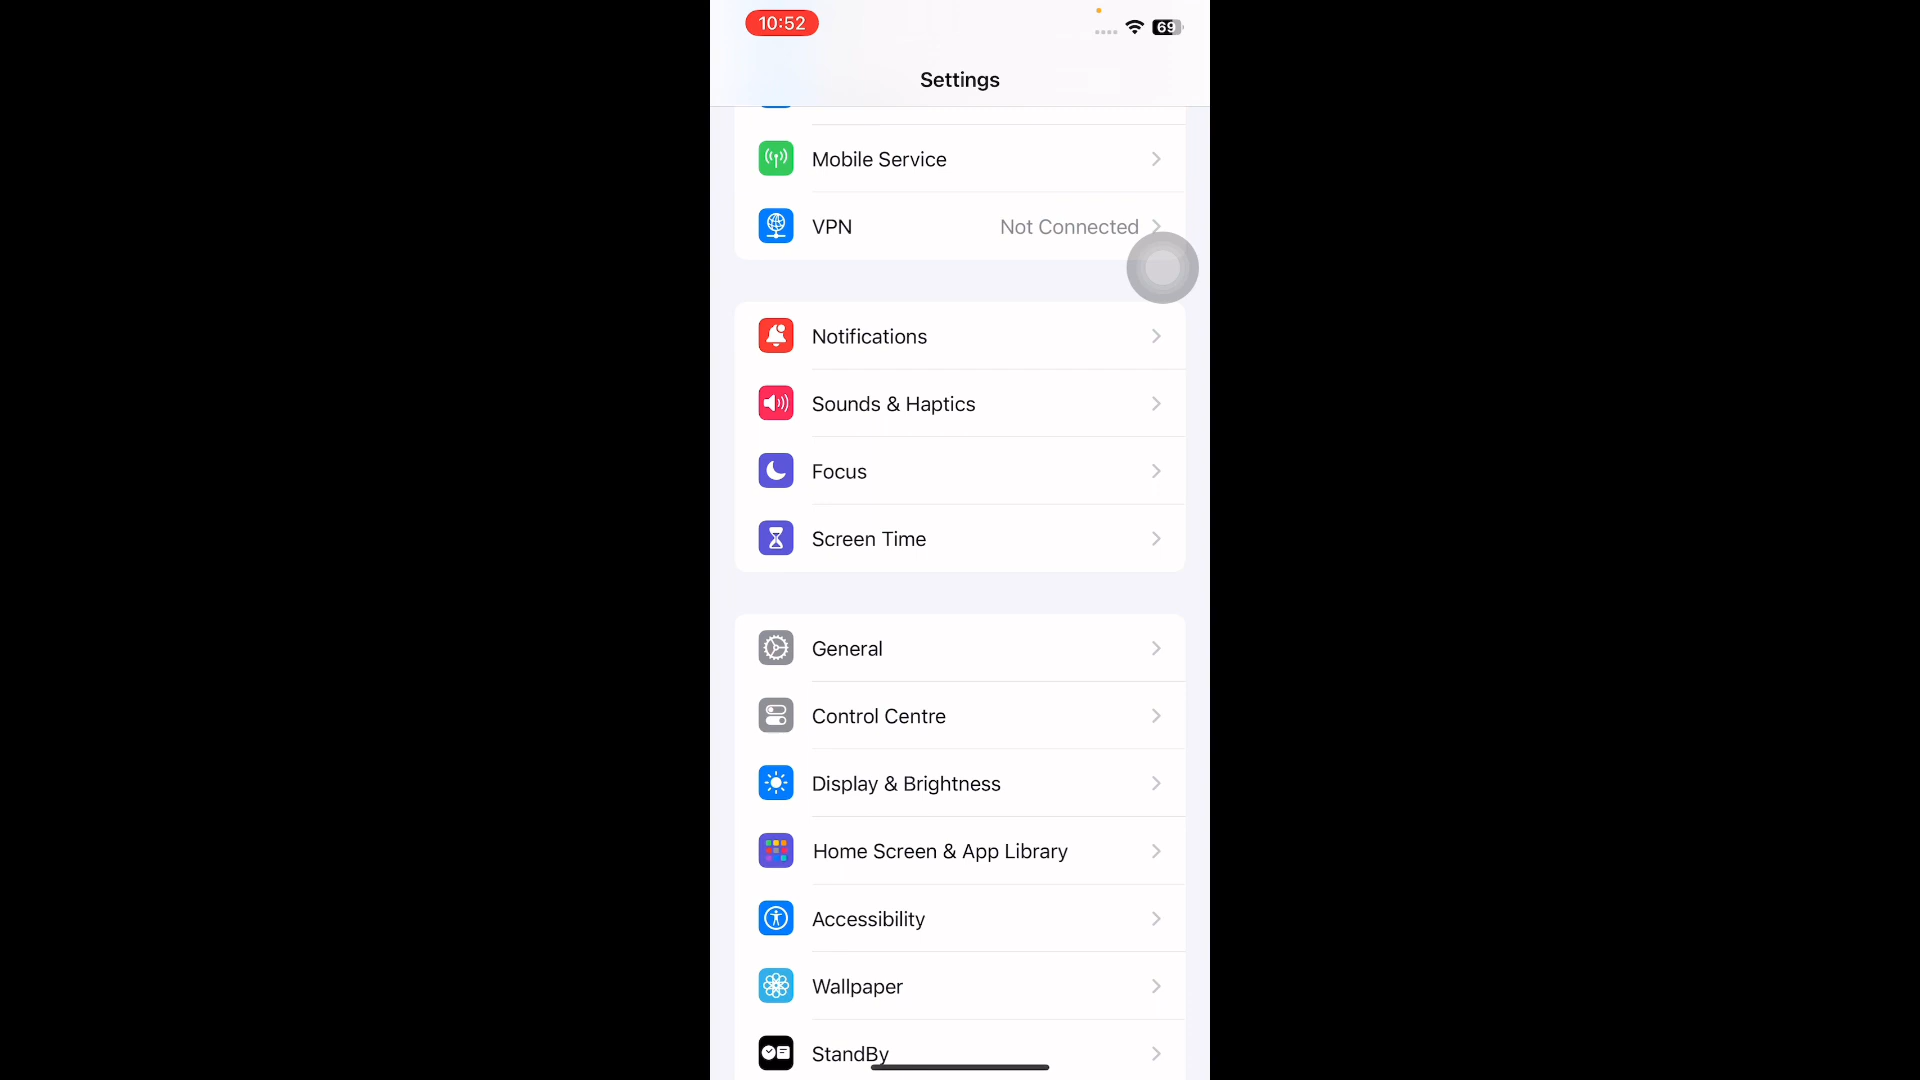 10:52
69
Settings
Mobile Service
VPN Not Connected
Notifications
Sounds & Haptics
Focus
Screen Time
General
Control Centre
Display & Brightness
Home Screen & App Library
Accessibility
Wallpaper
StandBy